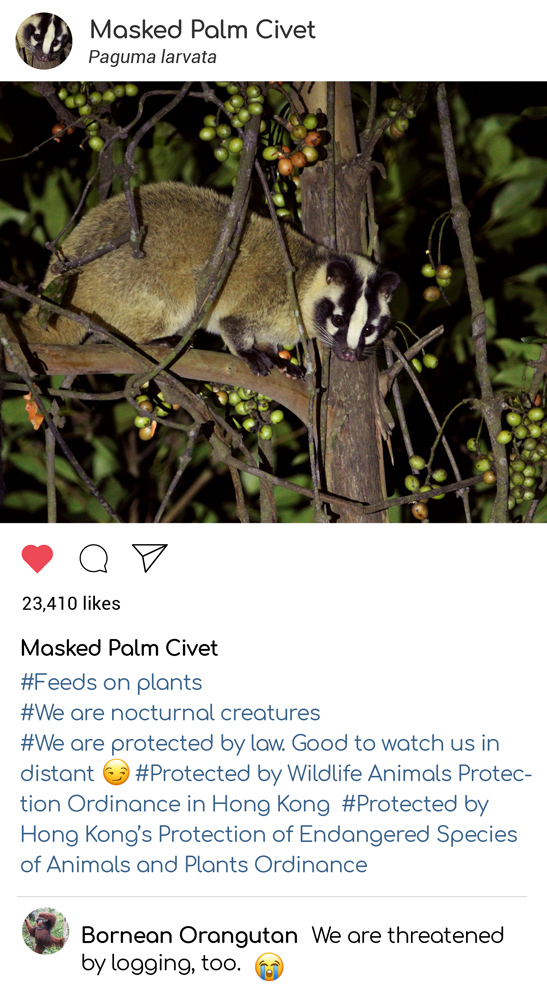 Masked Palm Civet
Paguma larvata
23,410 likes
Masked Palm Civet
#Feeds on plants
#We are nocturnal creatures
#We are protected by law. Good to watch us in
distant 😏 #Protected by Wildlife Animals Protec-
tion Ordinance in Hong Kong #Protected by
Hong Kong's Protection of Endangered Species
of Animals and Plants Ordinance
Bornean Orangutan We are threatened
by logging, too. 😭